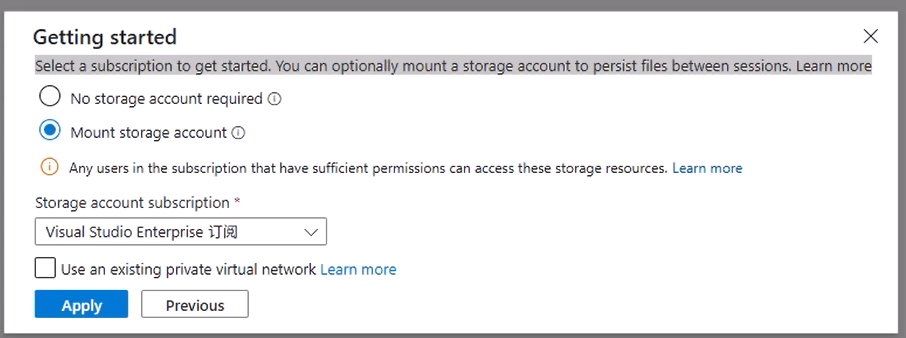 Getting started
Select a subscription to get started. You can optionally mount a storage account to persist files between sessions. Learn more
No storage account required
Mount storage account
Any users in the subscription that have sufficient permissions can access these storage resources. Learn more
Storage account subscription *
Visual Studio Enterprise 订阅
Use an existing private virtual network Learn more
Apply Previous